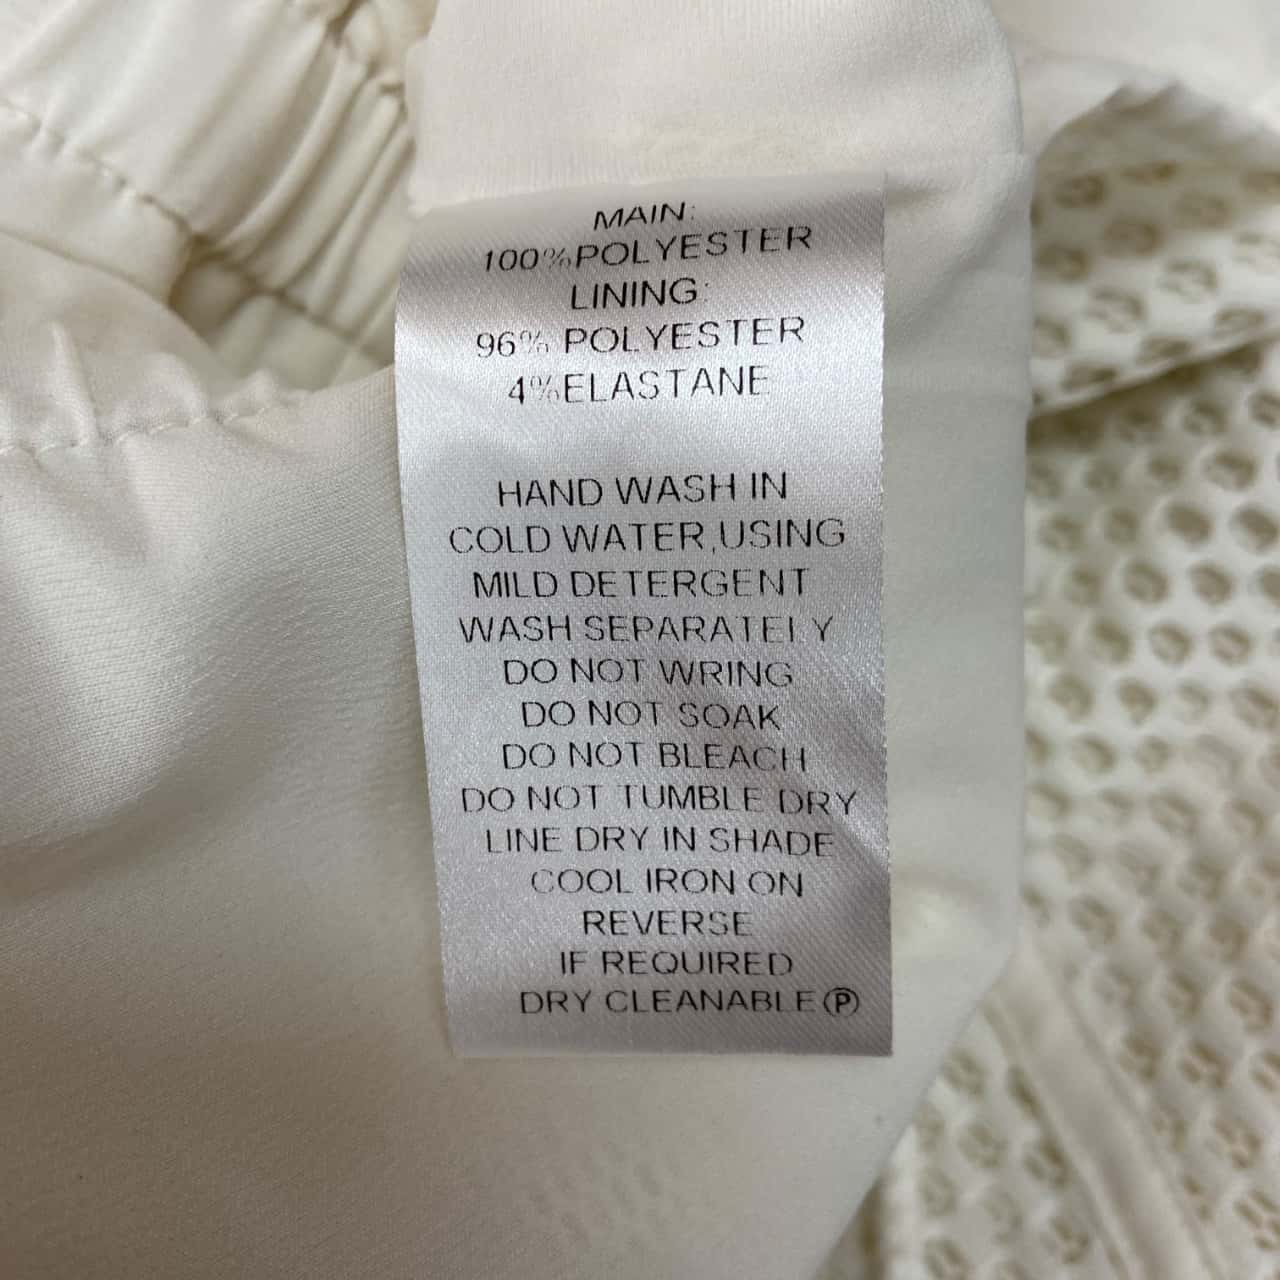 MAIN:
100%POLYESTER
LINING:
96% POLYESTER
4%ELASTANE
HAND WASH IN
COLD WATER,USING
MILD DETERGENT
WASH SEPARATELY
DO NOT WRING
DO NOT SOAK
DO NOT BLEACH
DO NOT TUMBLE DRY
LINE DRY IN SHADE
COOL IRON ON
REVERSE
IF REQUIRED
DRY CLEANABLE Ⓟ